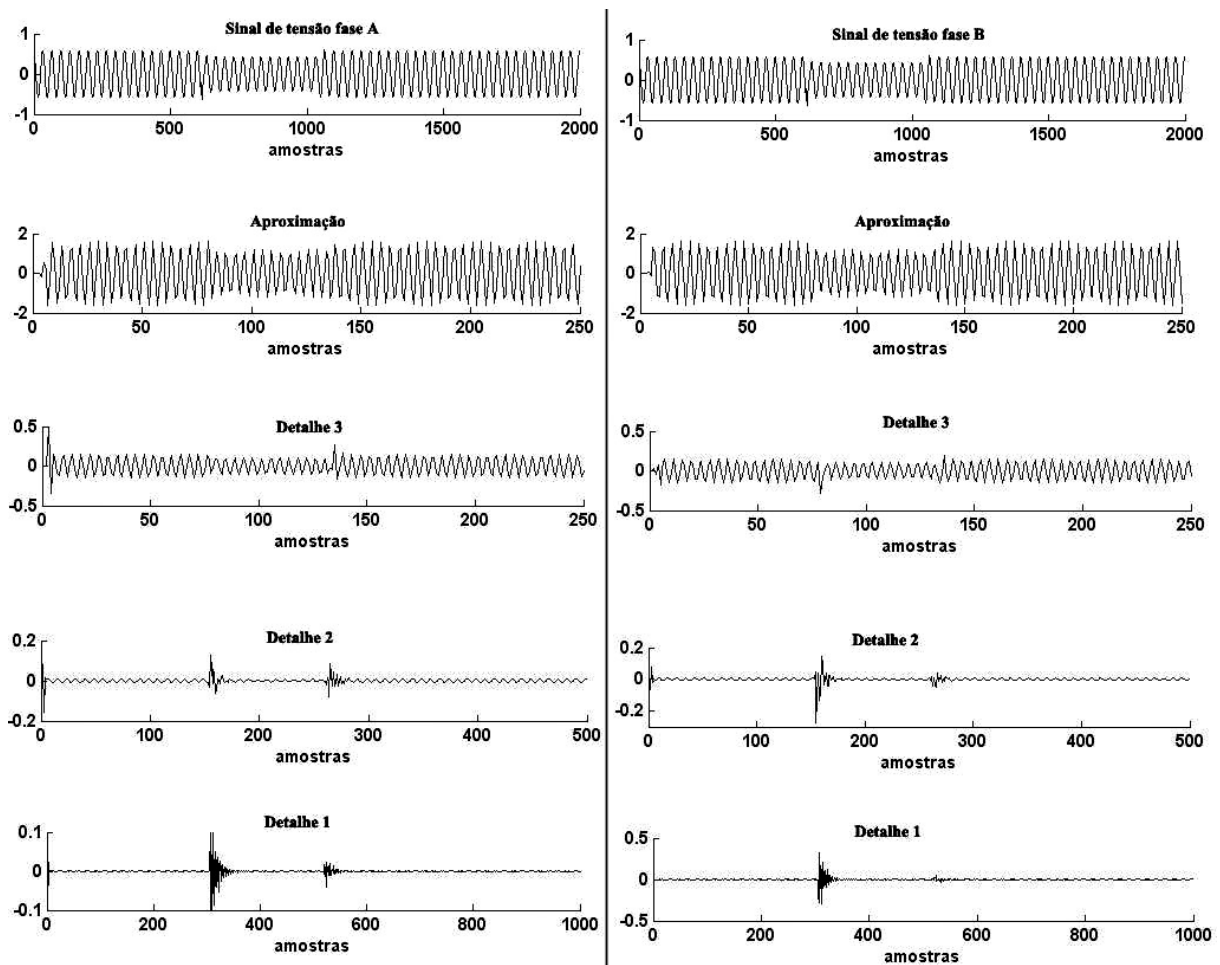 Sinal de tensão fase A
1
0
-1
0 500 1000 1500 2000
amostras
Aproximação
2
0
-2
0 50 100 150 200 250
amostras
Detalhe 3
0.5
0
-0.5
0 50 100 150 200 250
amostras
Detalhe 2
0.2
0
-0.2
0 100 200 300 400 500
amostras
Detalhe 1
0.1
0
-0.1
0 200 400 600 800 1000
amostras
Sinal de tensão fase B
1
0
-1
0 500 1000 1500 2000
amostras
Aproximação
2
0
-2
0 50 100 150 200 250
amostras
Detalhe 3
0.5
0
-0.5
0 50 100 150 200 250
amostras
Detalhe 2
0.2
0
-0.2
0 100 200 300 400 500
amostras
Detalhe 1
0.5
0
-0.5
0 200 400 600 800 1000
amostras